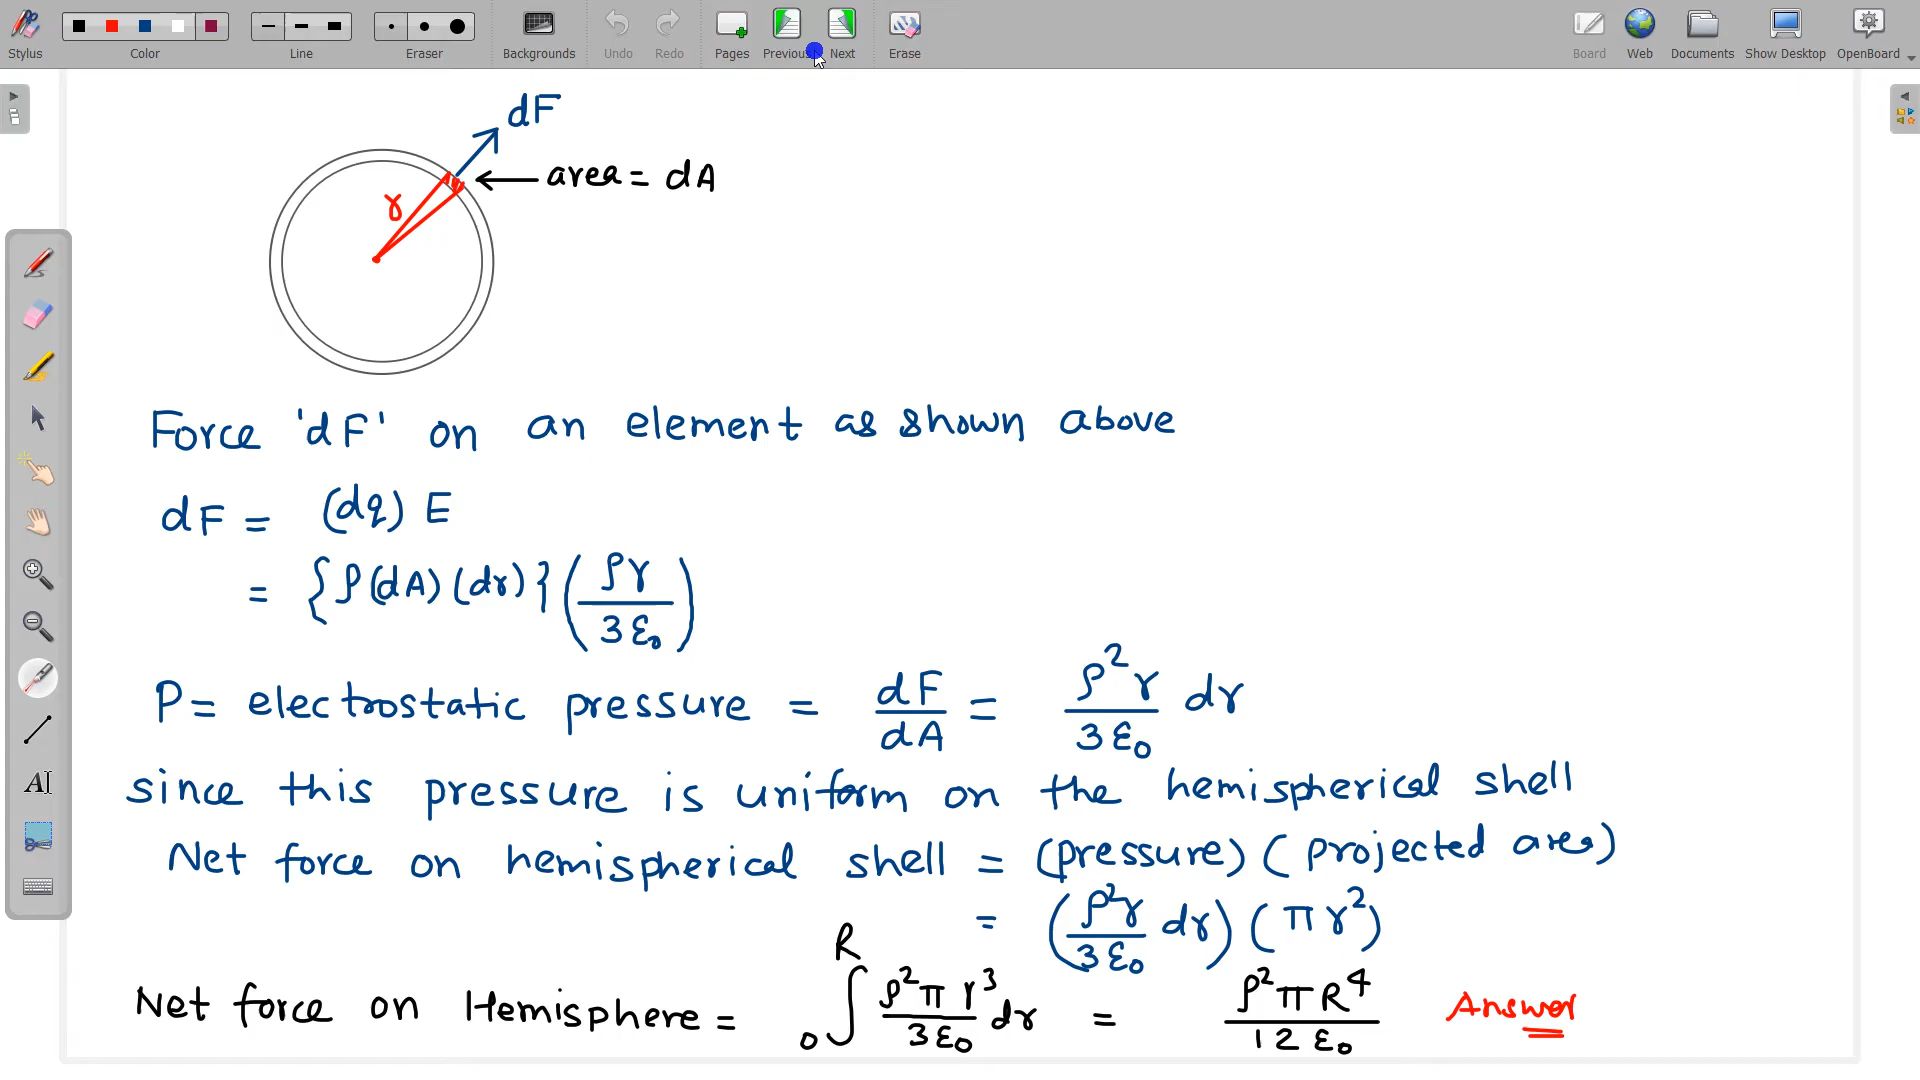 Stylus Color Line Eraser Backgrounds Undo Redo Pages Previous Next Erase Board Web Documents Show Desktop OpenBoard
dF
area = dA
r
Force 'dF' on an element as shown above
dF = (dq) E
= {ρ(dA)(dr)} (ρr/3ε₀)
P = electrostatic pressure = dF/dA = ρ²r/3ε₀ dr
since this pressure is uniform on the hemispherical shell
Net force on hemispherical shell = (pressure) (projected area)
= (ρ²r/3ε₀ dr) (πr²)
Net force on Hemisphere = ∫₀ᴿ ρ²πr³/3ε₀ dr = ρ²πR⁴/12ε₀ Answer